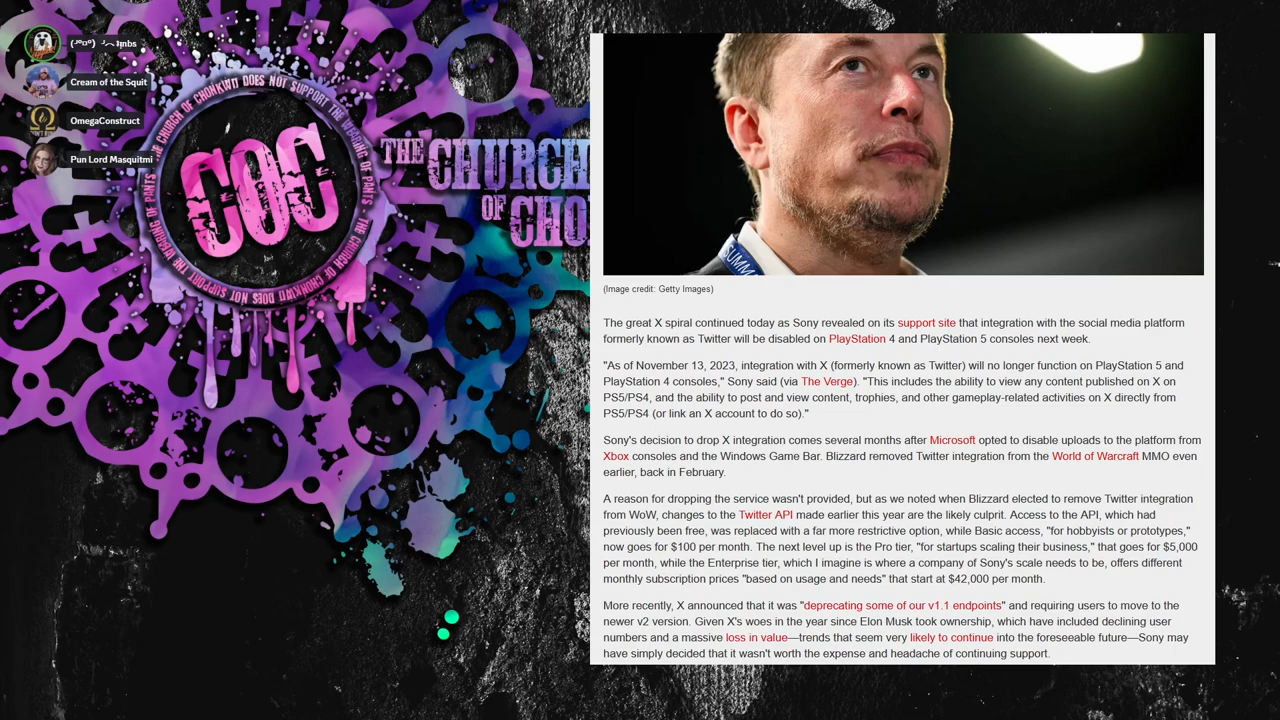 (╯°□°)╯︵ ʇᴉɯbs
Cream of the Squit
OmegaConstruct
Pun Lord Masquitmi
THE CHURCH OF CHONKWII DOES NOT SUPPORT THE WEARING OF PANTS -
COC
THE CHURCH
OF CHO
SUMM
(Image credit: Getty Images)
The great X spiral continued today as Sony revealed on its support site that integration with the social media platform
formerly known as Twitter will be disabled on PlayStation 4 and PlayStation 5 consoles next week.
"As of November 13, 2023, integration with X (formerly known as Twitter) will no longer function on PlayStation 5 and
PlayStation 4 consoles," Sony said (via The Verge). "This includes the ability to view any content published on X on
PS5/PS4, and the ability to post and view content, trophies, and other gameplay-related activities on X directly from
PS5/PS4 (or link an X account to do so)."
Sony's decision to drop X integration comes several months after Microsoft opted to disable uploads to the platform from
Xbox consoles and the Windows Game Bar. Blizzard removed Twitter integration from the World of Warcraft MMO even
earlier, back in February.
A reason for dropping the service wasn't provided, but as we noted when Blizzard elected to remove Twitter integration
from WoW, changes to the Twitter API made earlier this year are the likely culprit. Access to the API, which had
previously been free, was replaced with a far more restrictive option, while Basic access, "for hobbyists or prototypes,"
now goes for $100 per month. The next level up is the Pro tier, "for startups scaling their business," that goes for $5,000
per month, while the Enterprise tier, which I imagine is where a company of Sony's scale needs to be, offers different
monthly subscription prices "based on usage and needs" that start at $42,000 per month.
More recently, X announced that it was "deprecating some of our v1.1 endpoints" and requiring users to move to the
newer v2 version. Given X's woes in the year since Elon Musk took ownership, which have included declining user
numbers and a massive loss in value—trends that seem very likely to continue into the foreseeable future—Sony may
have simply decided that it wasn't worth the expense and headache of continuing support.